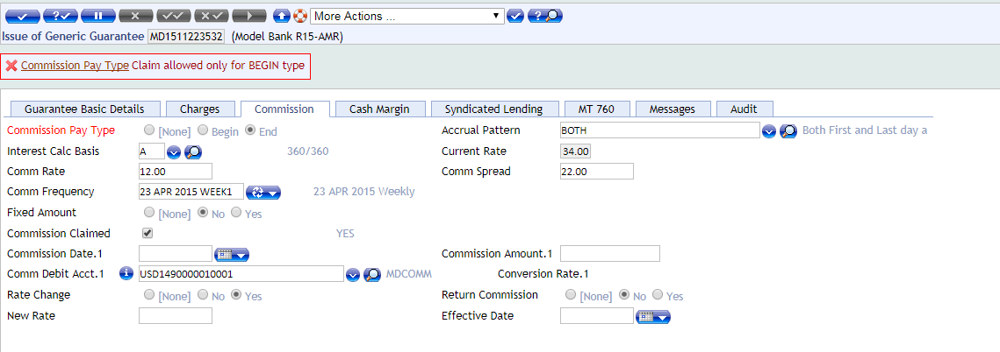 More Actions ...
Issue of Generic Guarantee MD1511223532 (Model Bank R15-AMR)
Commission Pay Type Claim allowed only for BEGIN type
Guarantee Basic Details Charges Commission Cash Margin Syndicated Lending MT 760 Messages Audit
Commission Pay Type [None] Begin End Accrual Pattern BOTH Both First and Last day a
Interest Calc Basis A 360/360 Current Rate 34.00
Comm Rate 12.00 Comm Spread 22.00
Comm Frequency 23 APR 2015 WEEK1 23 APR 2015 Weekly
Fixed Amount [None] No Yes
Commission Claimed YES
Commission Date.1 Commission Amount.1
Comm Debit Acct.1 USD1490000010001 MDCOMM Conversion Rate.1
Rate Change [None] No Yes Return Commission [None] No Yes
New Rate Effective Date